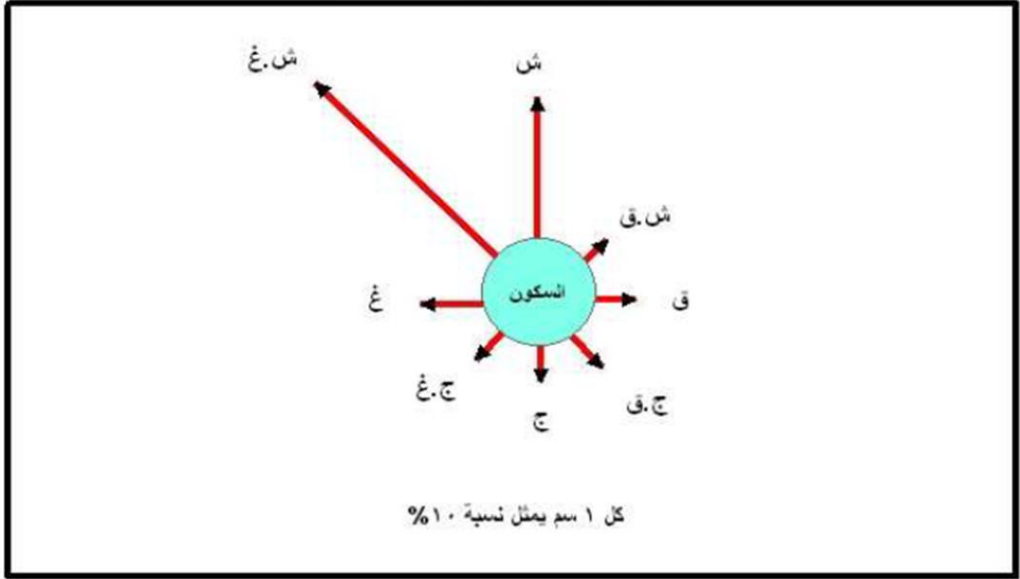 ش.غ
ش
ش.ق
غ
السكون
ق
ج.غ
ج
ج.ق
كل ١ سم يمثل نسبة ١٠%